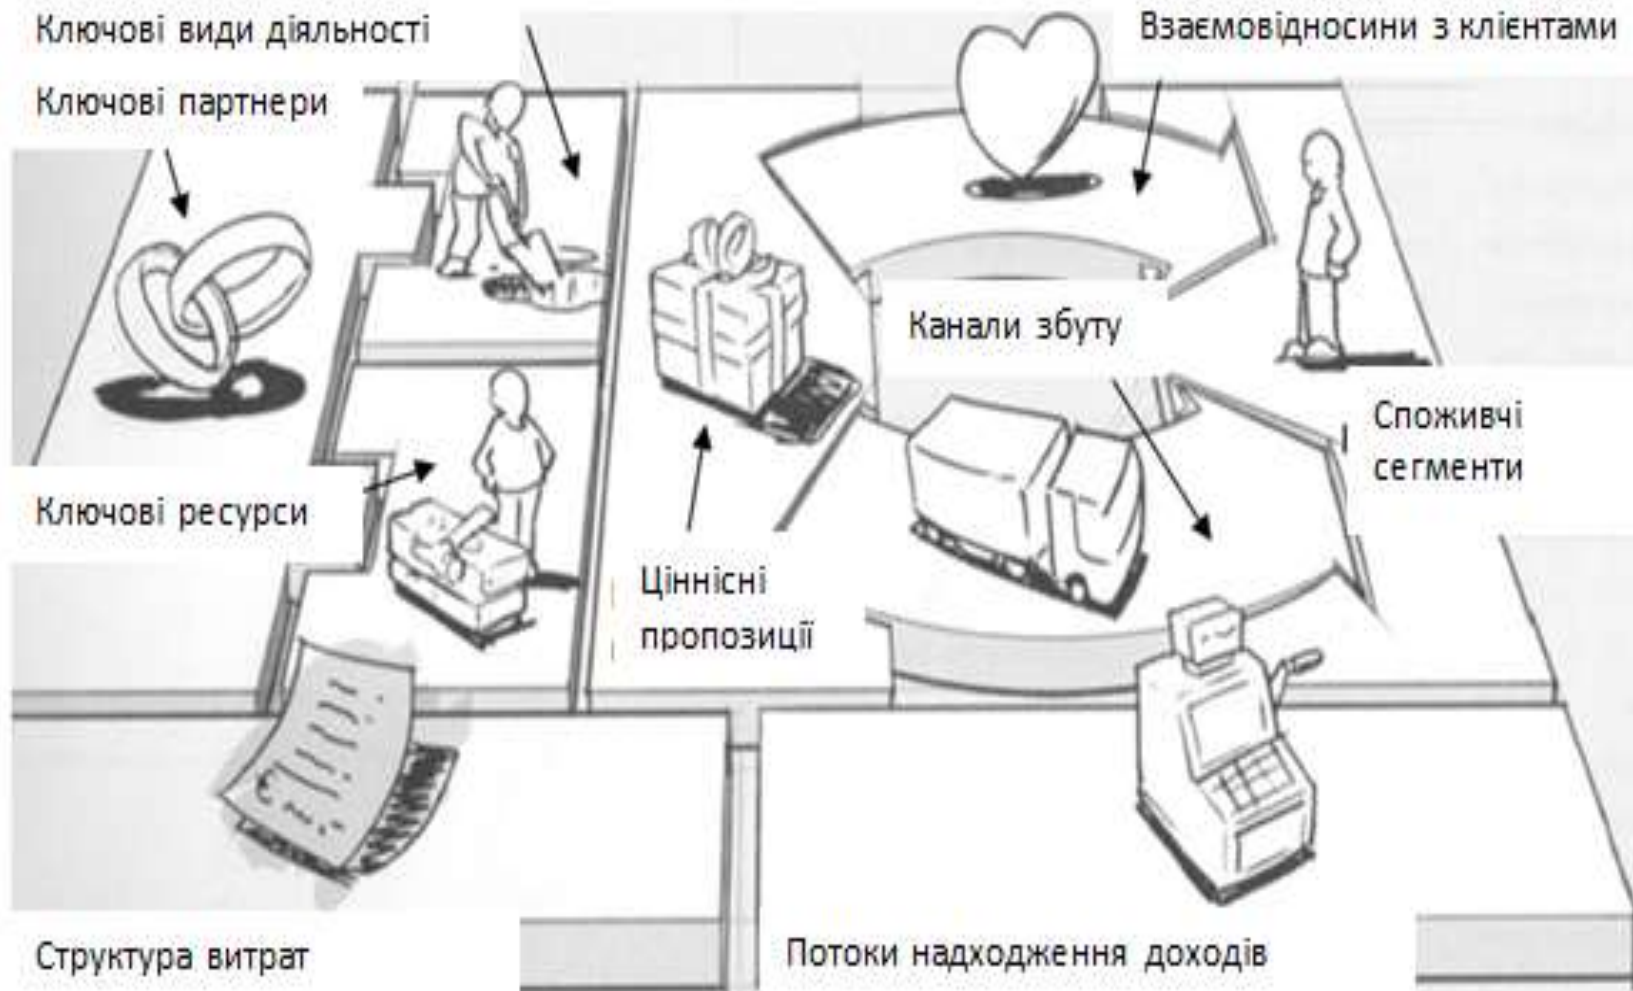 Ключові види діяльності
Взаємовідносини з клієнтами
Ключові партнери
Канали збуту
Споживчі
сегменти
Ключові ресурси
Ціннісні
пропозиції
Структура витрат
Потоки надходження доходів